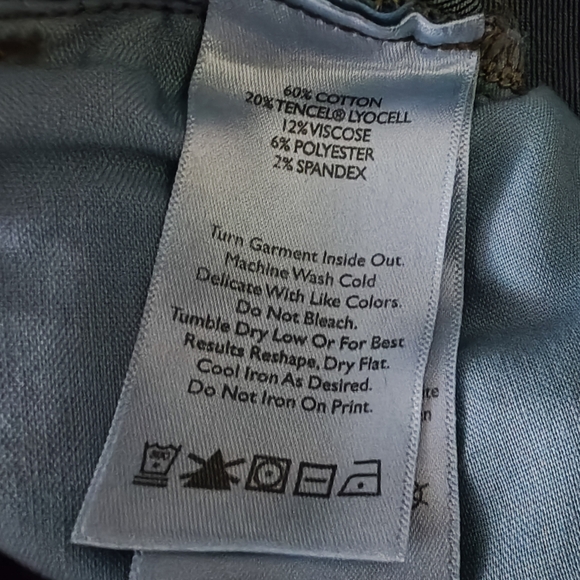 60% COTTON
20% TENCEL® LYOCELL
12% VISCOSE
6% POLYESTER
2% SPANDEX
Turn Garment Inside Out.
Machine Wash Cold
Delicate With Like Colors.
Do Not Bleach.
Tumble Dry Low Or For Best
Results Reshape, Dry Flat.
Cool Iron As Desired.
Do Not Iron On Print.